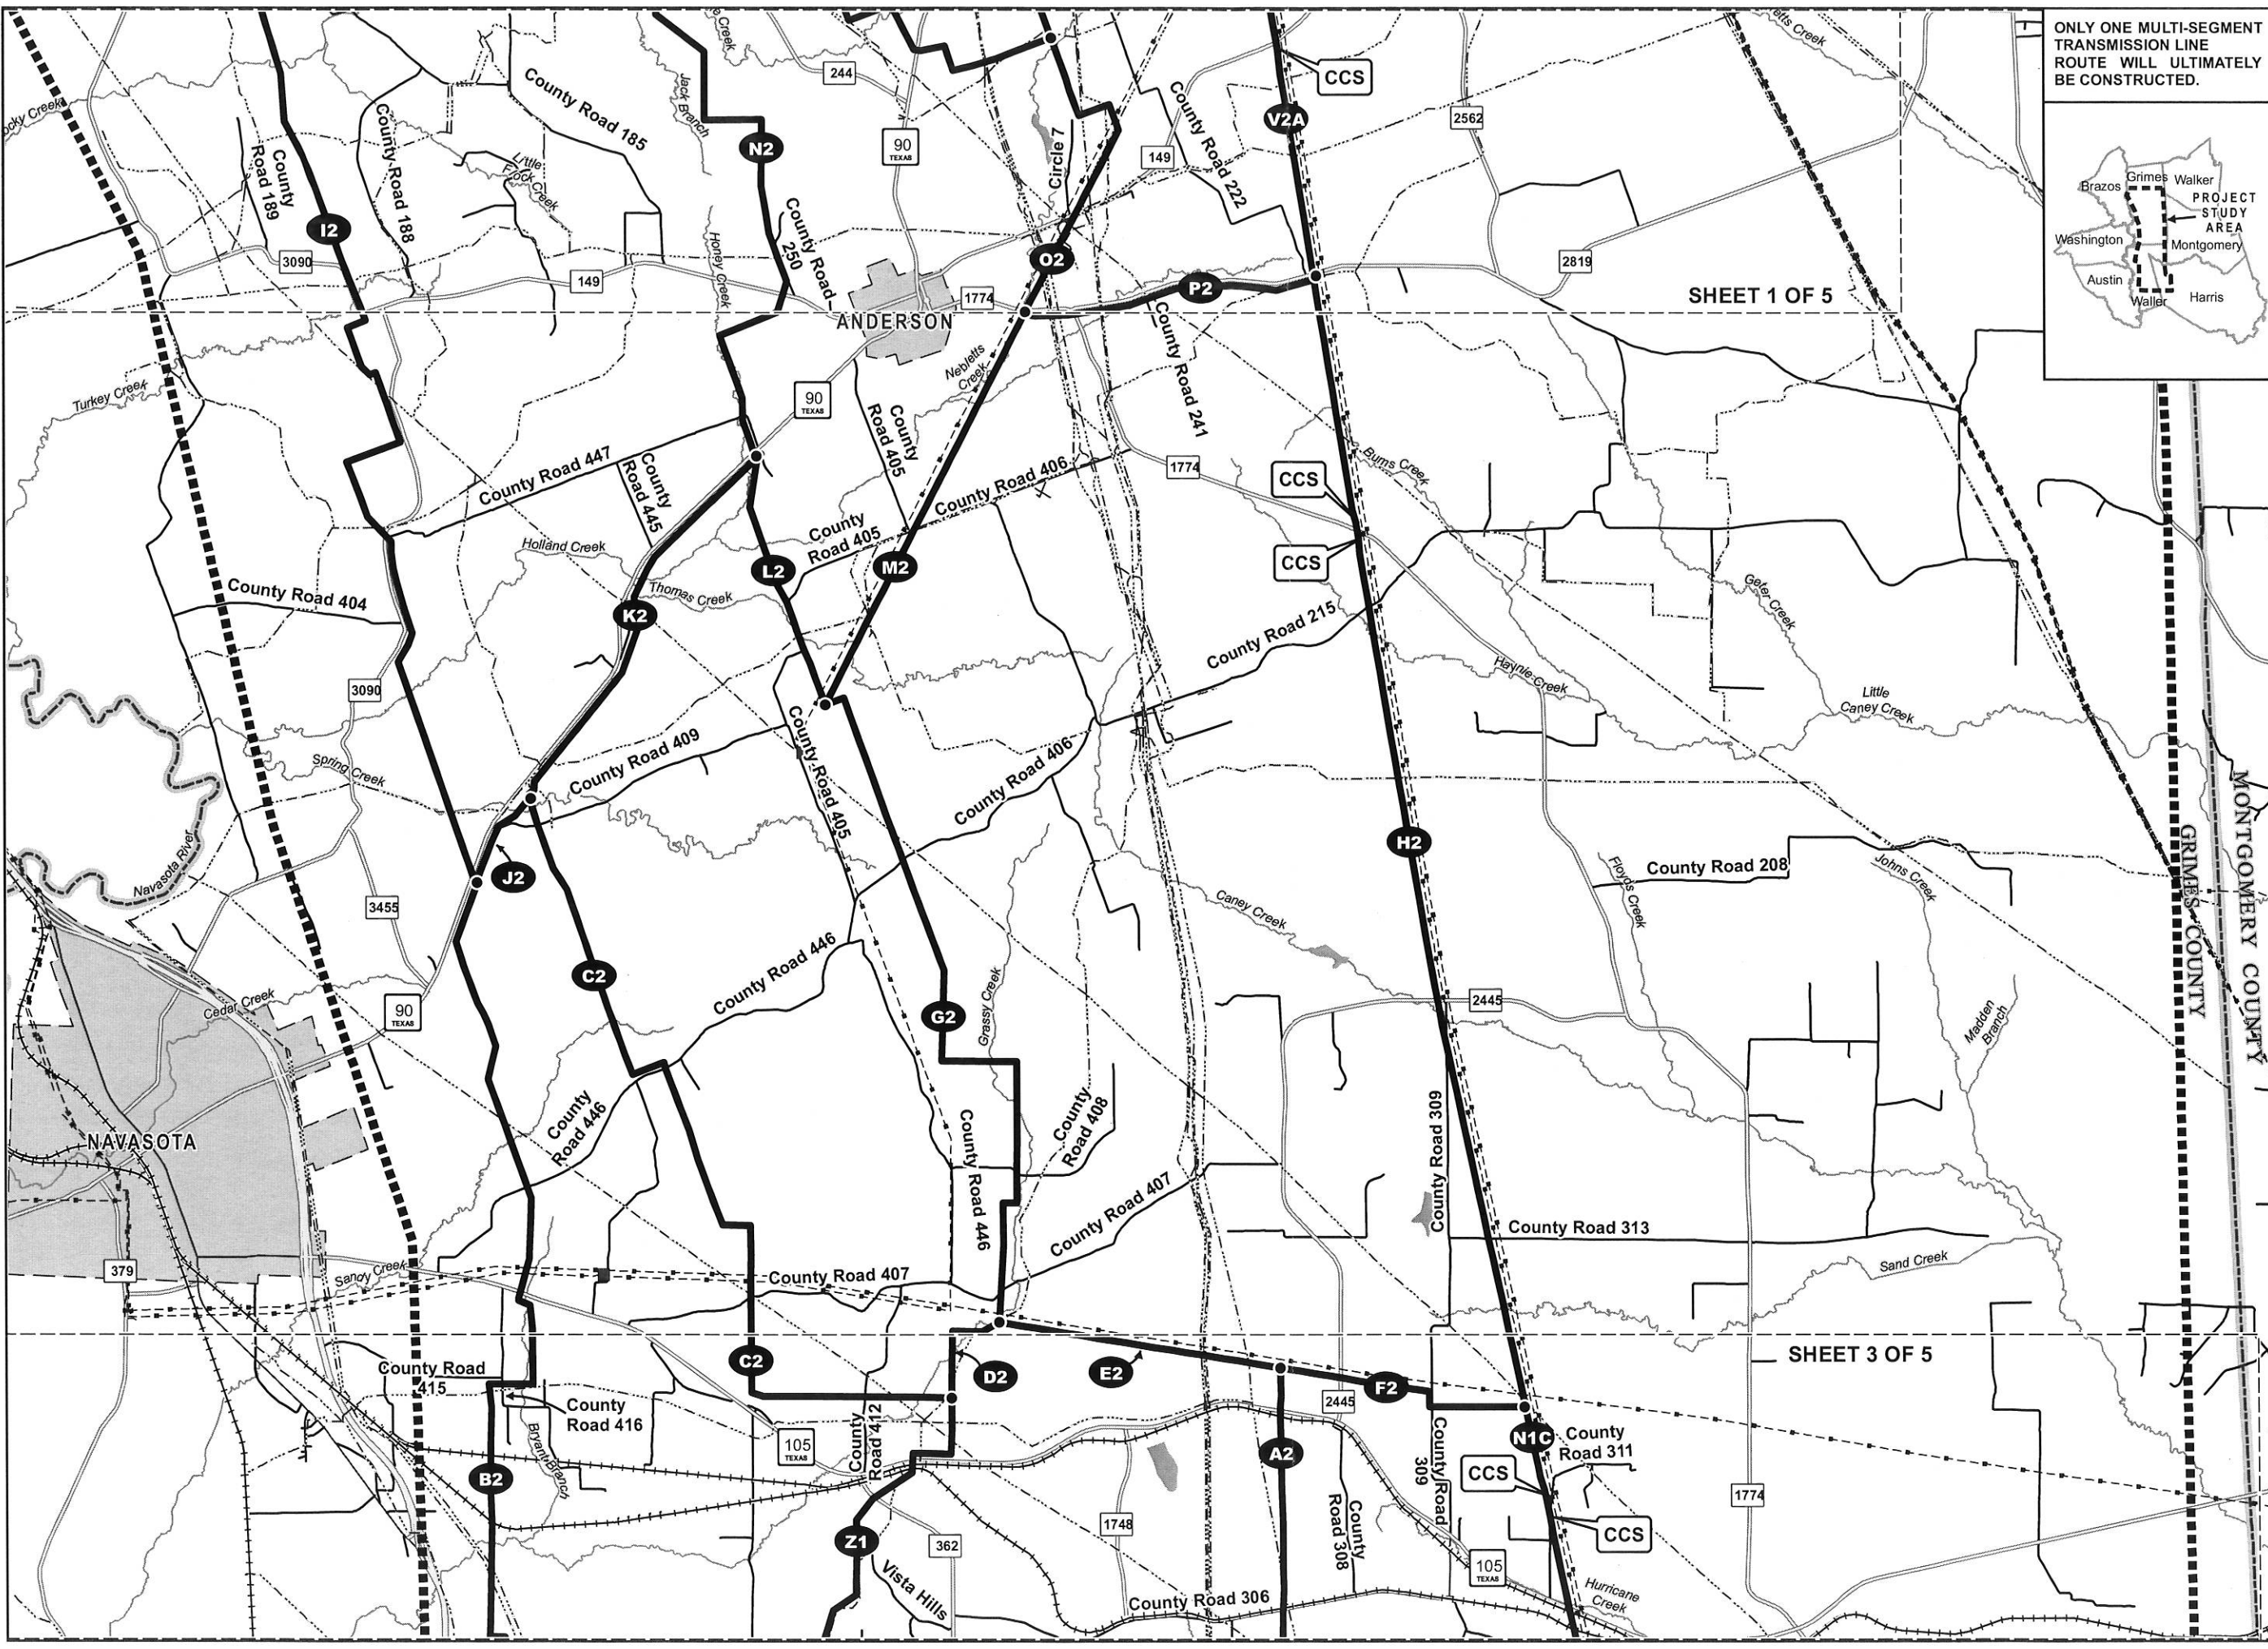 ONLY ONE MULTI-SEGMENT
TRANSMISSION LINE
ROUTE WILL ULTIMATELY
BE CONSTRUCTED.
Brazos
Grimes
Walker
PROJECT
STUDY
AREA
Washington
Montgomery
Austin
Waller
Harris
CCS
244
County Road 185
Jack Branch
County Road 188
County
Road 189
Little
Rock Creek
N2
90
TEXAS
Circle 7
149
County Road 222
V2A
2562
I2
3090
149
Honey Creek
County Road
250
O2
P2
2819
SHEET 1 OF 5
1774
ANDERSON
Nebletts
Creek
County Road 241
Turkey Creek
90
TEXAS
County
Road 405
County Road 447
County
Road 445
County Road 406
1774
CCS
Burns Creek
CCS
Holland Creek
County
Road 405
L2
M2
County Road 404
K2
Thomas Creek
County Road 215
Geter Creek
Haynie Creek
3090
Little
Caney Creek
County Road 409
County Road 405
County Road 406
Spring Creek
Navasota River
J2
H2
County Road 208
Johns Creek
Floyds Creek
3455
Caney Creek
GRIMES COUNTY
MONTGOMERY COUNTY
C2
County Road 446
Grassy Creek
G2
2445
Madden
Branch
Cedar Creek
90
TEXAS
County
Road 446
County
Road 408
County Road 446
County Road 309
NAVASOTA
County Road 407
County Road 313
Sand Creek
379
Sandy Creek
County Road 407
C2
D2
E2
F2
SHEET 3 OF 5
County Road
415
County
Road 416
2445
County
Road 412
105
TEXAS
Bryant Branch
B2
A2
County Road
309
N1C
County
Road 311
CCS
CCS
1774
Z1
362
1748
County
Road 308
105
TEXAS
Vista Hills
County Road 306
Hurricane
Creek